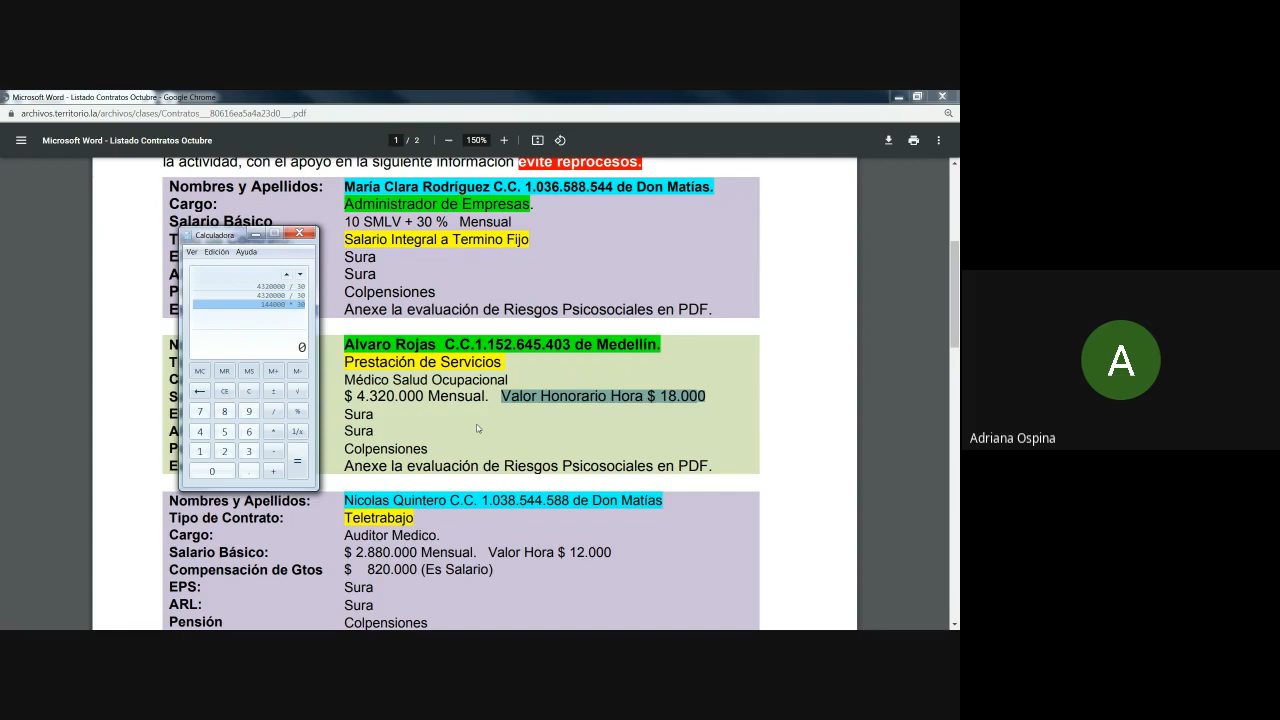 Microsoft Word - Listado Contratos Octubre - Google Chrome
archivos.territorio.la/archivos/clases/Contratos__80616ea5a4a23d0__.pdf
Microsoft Word - Listado Contratos Octubre
1 / 2
150%
la actividad, con el apoyo en la siguiente información evite reprocesos.
Nombres y Apellidos: María Clara Rodríguez C.C. 1.036.588.544 de Don Matías.
Cargo: Administrador de Empresas.
Salario Básico 10 SMLV + 30 % Mensual
T Salario Integral a Termino Fijo
E Sura
A Sura
P Colpensiones
E Anexe la evaluación de Riesgos Psicosociales en PDF.
Calculadora
Ver Edición Ayuda
4320000 / 30
4320000 / 30
144000 * 30
0
MC MR MS M+ M-
← CE C ± √
7 8 9 / %
4 5 6 * 1/x
1 2 3 - =
0 . +
N Alvaro Rojas C.C.1.152.645.403 de Medellín.
T Prestación de Servicios
C Médico Salud Ocupacional
S $ 4.320.000 Mensual. Valor Honorario Hora $ 18.000
E Sura
A Sura
P Colpensiones
E Anexe la evaluación de Riesgos Psicosociales en PDF.
Nombres y Apellidos: Nicolas Quintero C.C. 1.038.544.588 de Don Matías
Tipo de Contrato: Teletrabajo
Cargo: Auditor Medico.
Salario Básico: $ 2.880.000 Mensual. Valor Hora $ 12.000
Compensación de Gtos $ 820.000 (Es Salario)
EPS: Sura
ARL: Sura
Pensión Colpensiones
A
Adriana Ospina